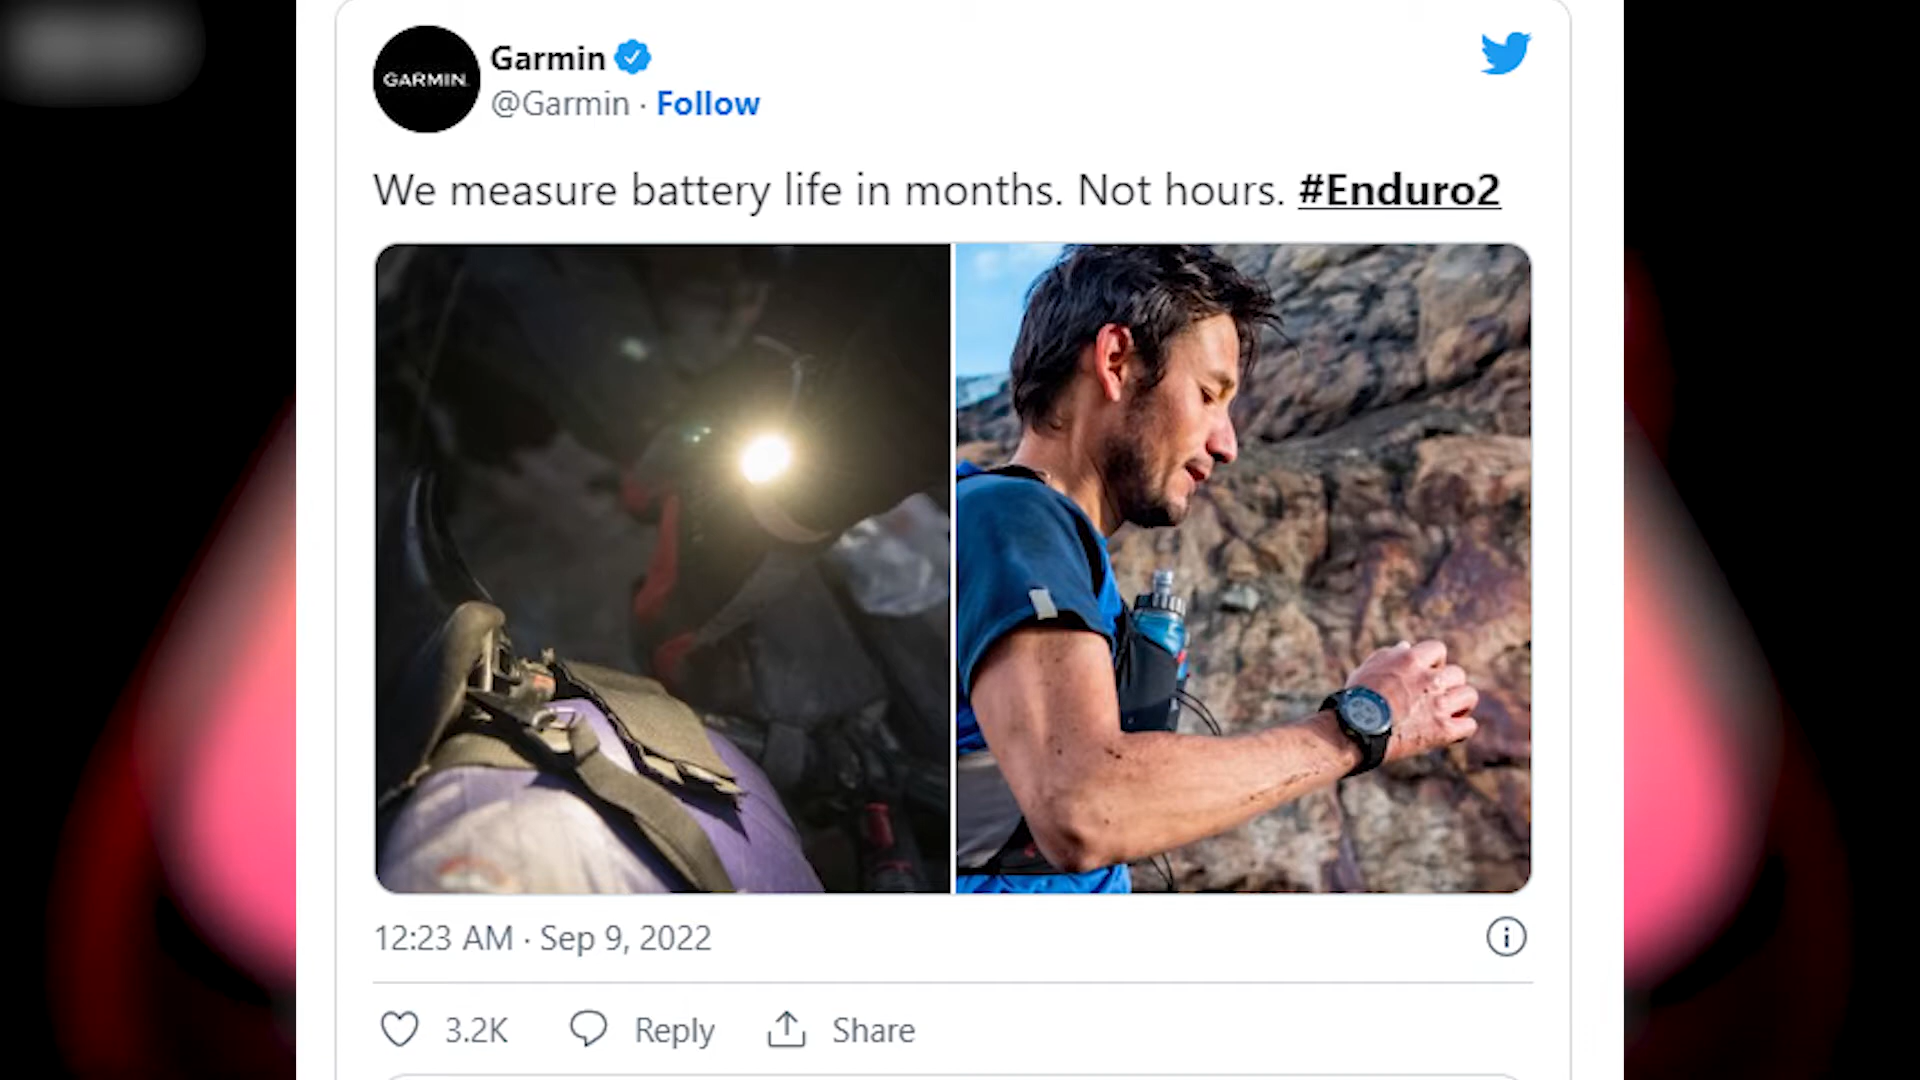 GARMIN
Garmin
@Garmin · Follow
We measure battery life in months. Not hours. #Enduro2
12:23 AM · Sep 9, 2022
3.2K Reply Share